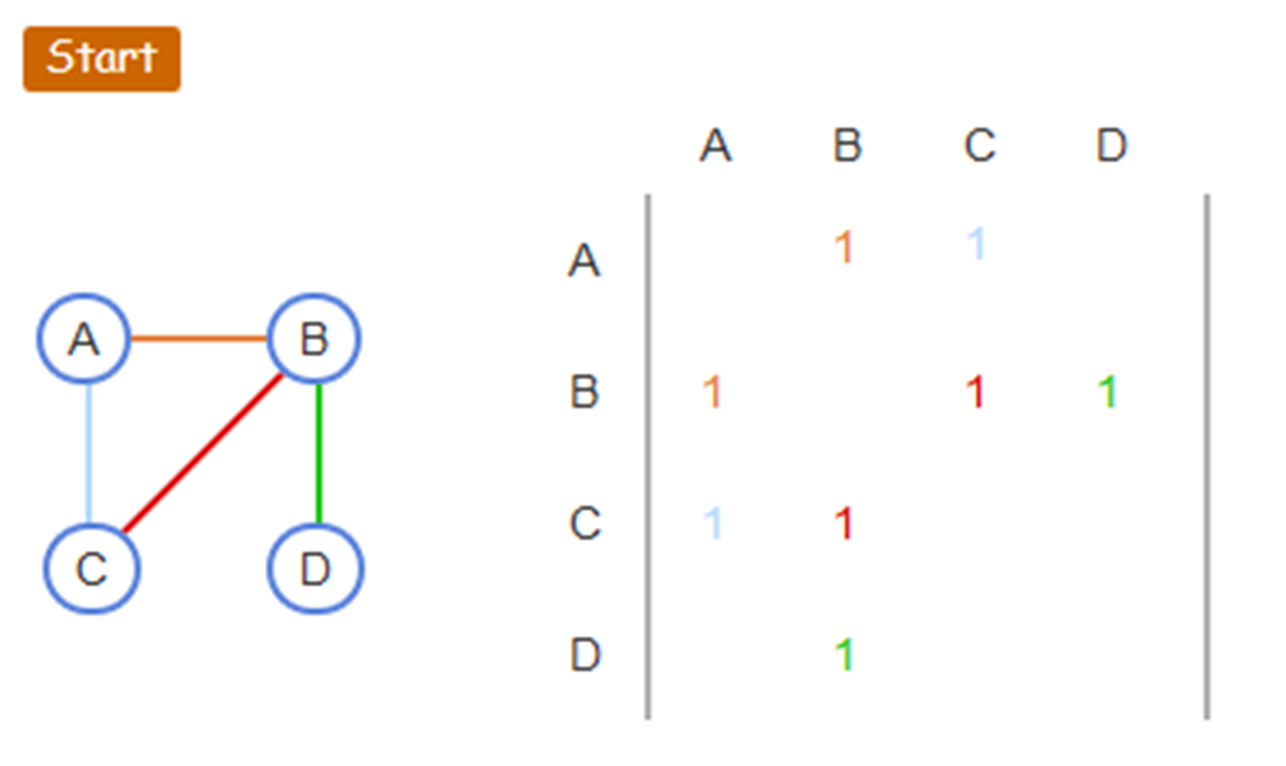 Start
A B C D
A 1 1
A B
B 1 1 1
C 1 1
C D
D 1